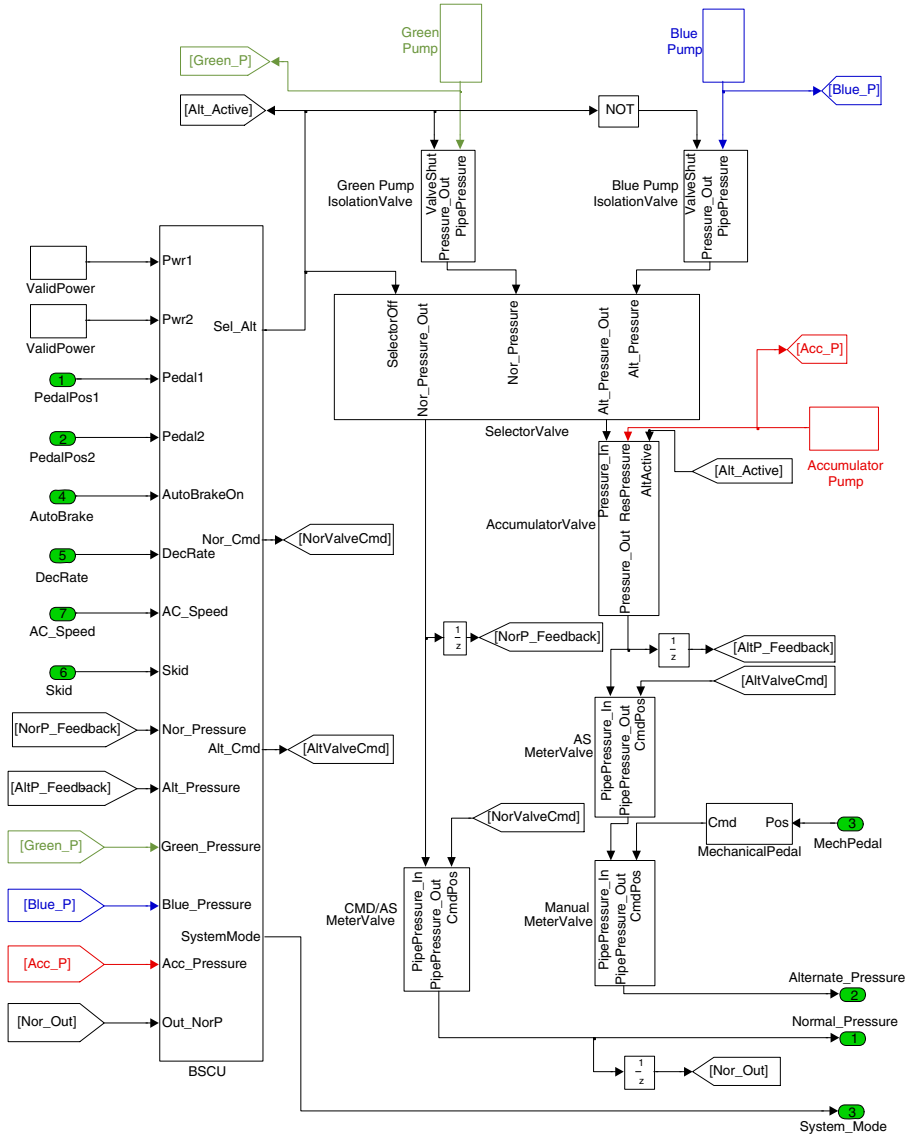 Green
Pump
Blue
Pump
[Green_P]
[Blue_P]
[Alt_Active]
NOT
Green Pump
IsolationValve
ValveShut
Pressure_Out
PipePressure
Blue Pump
IsolationValve
ValveShut
Pressure_Out
PipePressure
ValidPower
Pwr1
ValidPower
Pwr2
Sel_Alt
SelectorOff
Nor_Pressure_Out
Nor_Pressure
Alt_Pressure_Out
Alt_Pressure
SelectorValve
[Acc_P]
Accumulator
Pump
1
PedalPos1
Pedal1
2
PedalPos2
Pedal2
4
AutoBrake
AutoBrakeOn
5
DecRate
DecRate
7
AC_Speed
AC_Speed
6
Skid
Skid
Nor_Cmd
[NorValveCmd]
Pressure_In
ResPressure
Pressure_Out
AltActive
[Alt_Active]
AccumulatorValve
1
z
[NorP_Feedback]
1
z
[AltP_Feedback]
[AltValveCmd]
[NorP_Feedback]
Nor_Pressure
Alt_Cmd
[AltValveCmd]
[AltP_Feedback]
Alt_Pressure
AS
MeterValve
PipePressure_In
PipePressure_Out
CmdPos
[NorValveCmd]
Cmd
Pos
MechanicalPedal
3
MechPedal
[Green_P]
Green_Pressure
[Blue_P]
Blue_Pressure
SystemMode
[Acc_P]
Acc_Pressure
[Nor_Out]
Out_NorP
BSCU
CMD/AS
MeterValve
PipePressure_In
PipePressure_Out
CmdPos
Manual
MeterValve
PipePressure_In
PipePressure_Out
CmdPos
Alternate_Pressure
2
Normal_Pressure
1
1
z
[Nor_Out]
3
System_Mode